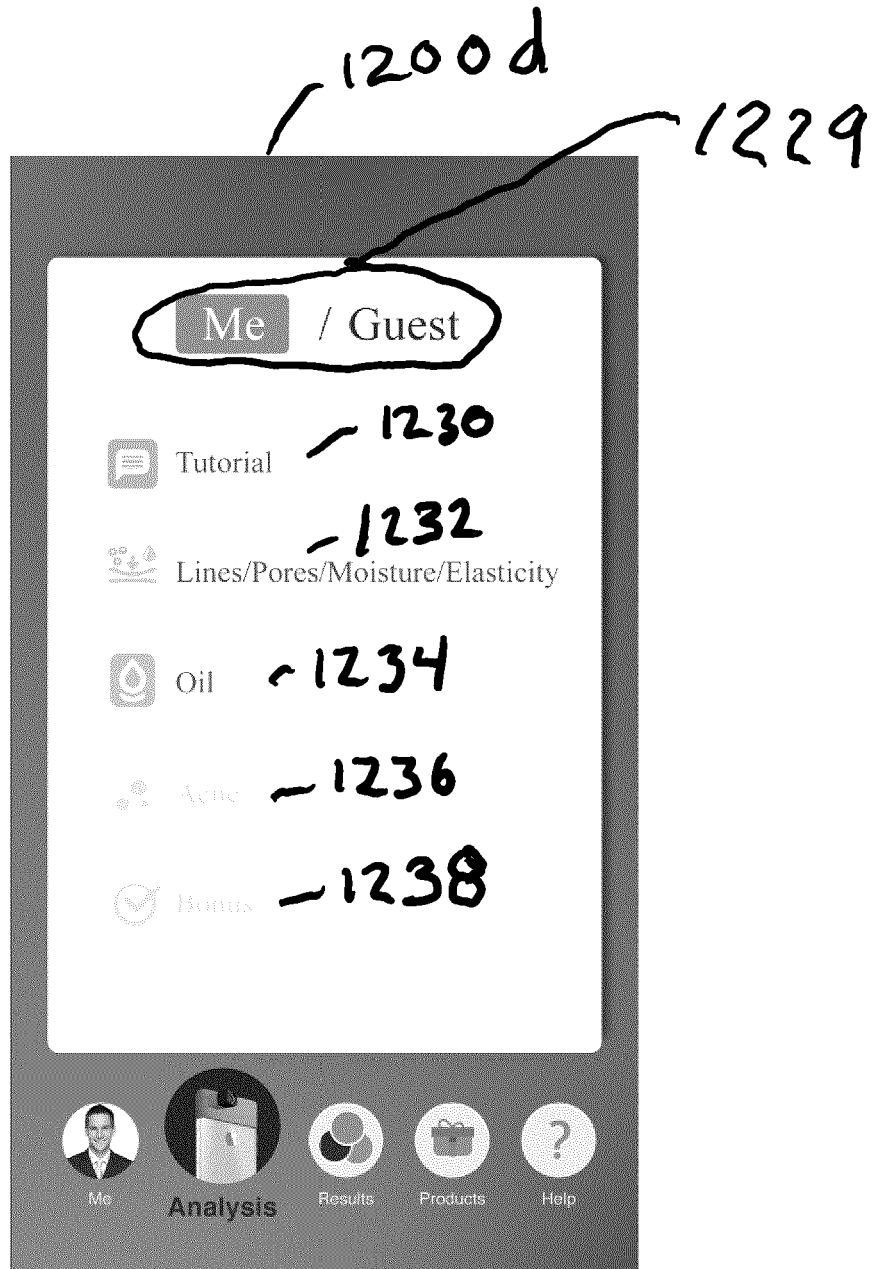 1200d
1229
Me / Guest
1230
Tutorial
1232
Lines/Pores/Moisture/Elasticity
Oil 1234
Acne 1236
Bonus 1238
Me Analysis Results Products Help
?